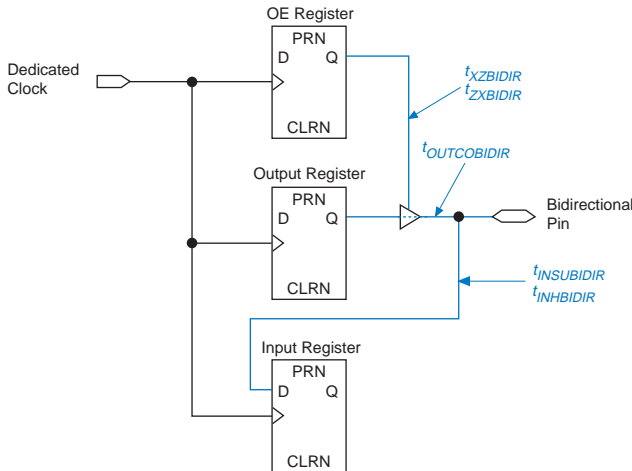 OE Register
PRN
D Q
CLRN
Dedicated
Clock
tXZBIDIR
tZXBIDIR
tOUTCOBIDIR
Output Register
PRN
D Q
CLRN
Bidirectional
Pin
tINSUBIDIR
tINHBIDIR
Input Register
PRN
D Q
CLRN